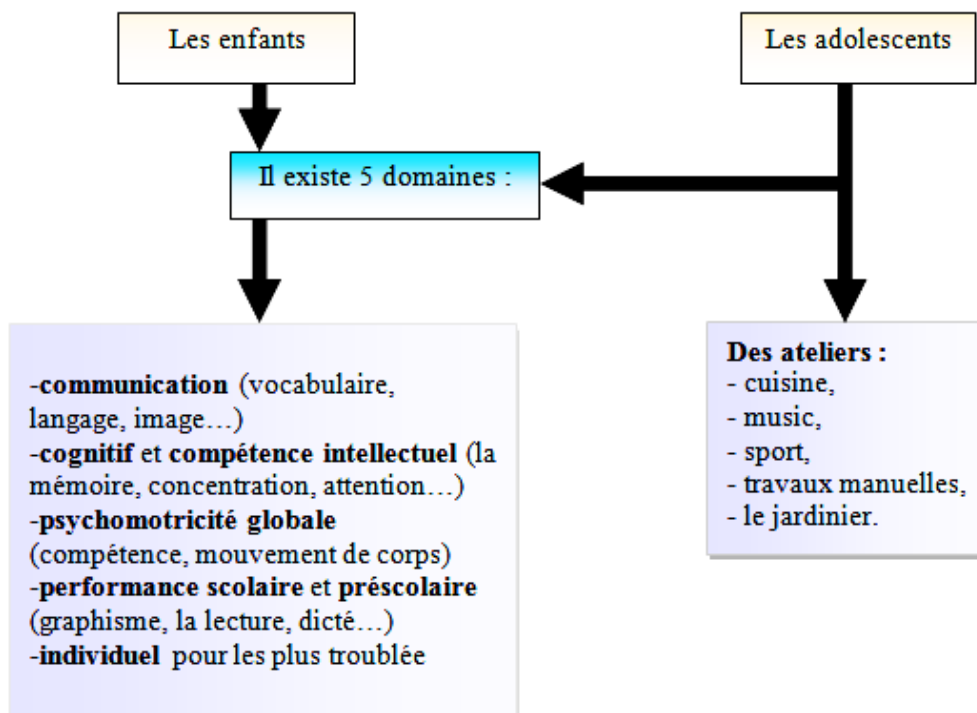 Les enfants
Les adolescents
Il existe 5 domaines :
-communication (vocabulaire,
langage, image…)
-cognitif et compétence intellectuel (la
mémoire, concentration, attention…)
-psychomotricité globale
(compétence, mouvement de corps)
-performance scolaire et préscolaire
(graphisme, la lecture, dicté…)
-individuel pour les plus troublée
Des ateliers :
- cuisine,
- music,
- sport,
- travaux manuelles,
- le jardinier.